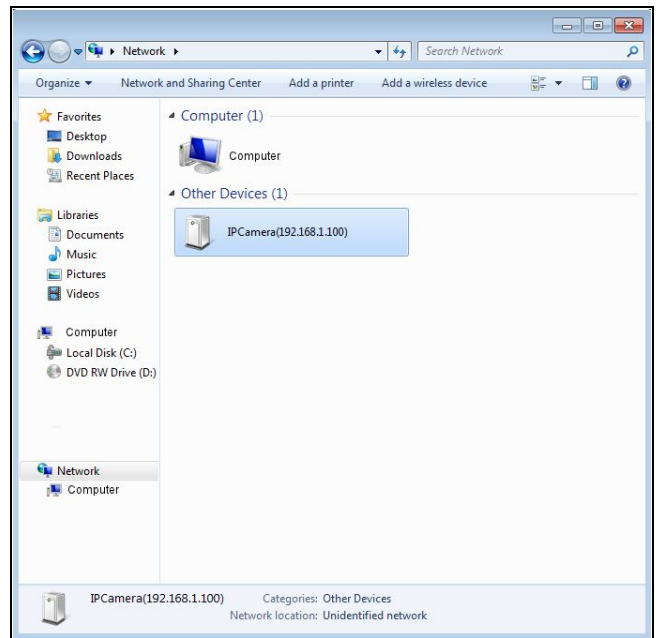 Network
Search Network
Organize Network and Sharing Center Add a printer Add a wireless device
Favorites
Desktop
Downloads
Recent Places
Libraries
Documents
Music
Pictures
Videos
Computer
Local Disk (C:)
DVD RW Drive (D:)
Network
Computer
Computer (1)
Computer
Other Devices (1)
IPCamera(192.168.1.100)
IPCamera(192.168.1.100) Categories: Other Devices
Network location: Unidentified network